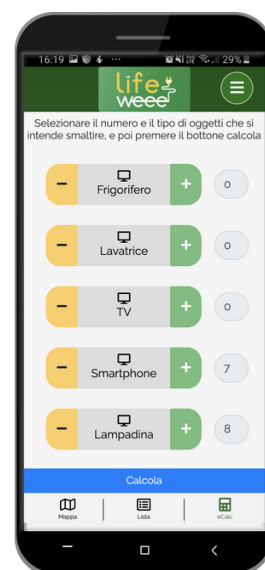 16:19 29%
life
weee
Selezionare il numero e il tipo di oggetti che si
intende smaltire, e poi premere il bottone calcola
− Frigorifero + 0
− Lavatrice + 0
− TV + 0
− Smartphone + 7
− Lampadina + 8
Calcola
Mappa Lista eCalc